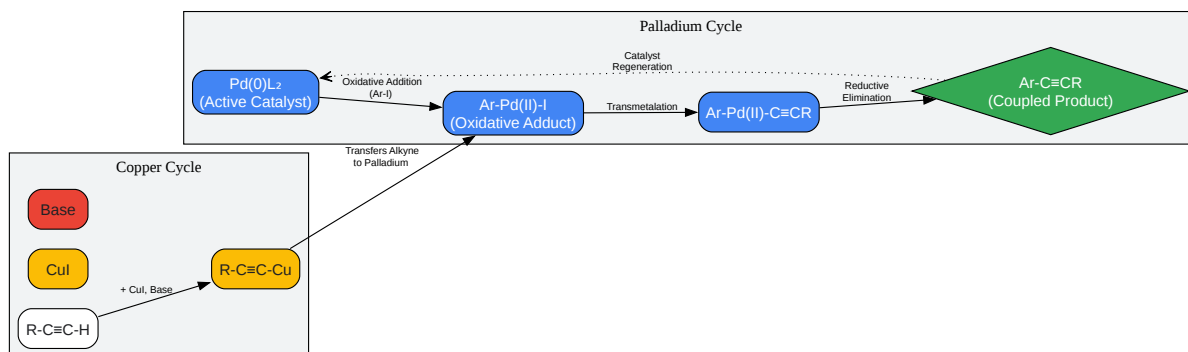 Palladium Cycle
Catalyst
Regeneration
Pd(0)L₂
(Active Catalyst)
Oxidative Addition
(Ar-I)
Ar-Pd(II)-I
(Oxidative Adduct)
Transmetalation
Ar-Pd(II)-C≡CR
Reductive
Elimination
Ar-C≡CR
(Coupled Product)
Transfers Alkyne
to Palladium
Copper Cycle
Base
CuI
R-C≡C-Cu
+ CuI, Base
R-C≡C-H